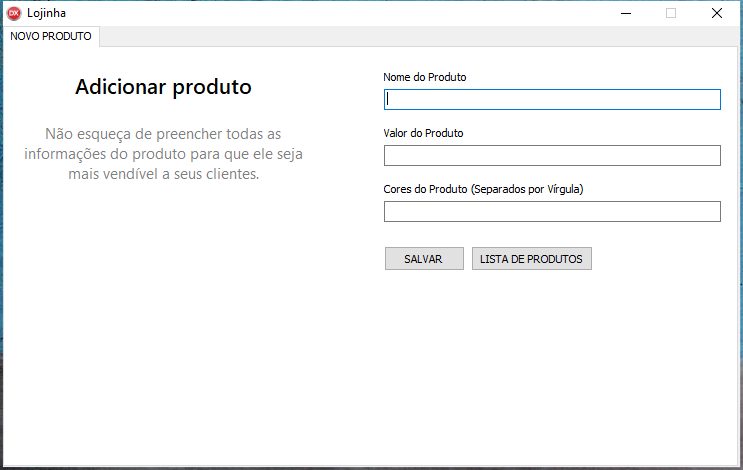 DX Lojinha
NOVO PRODUTO
Adicionar produto
Não esqueça de preencher todas as
informações do produto para que ele seja
mais vendível a seus clientes.
Nome do Produto
Valor do Produto
Cores do Produto (Separados por Vírgula)
SALVAR LISTA DE PRODUTOS